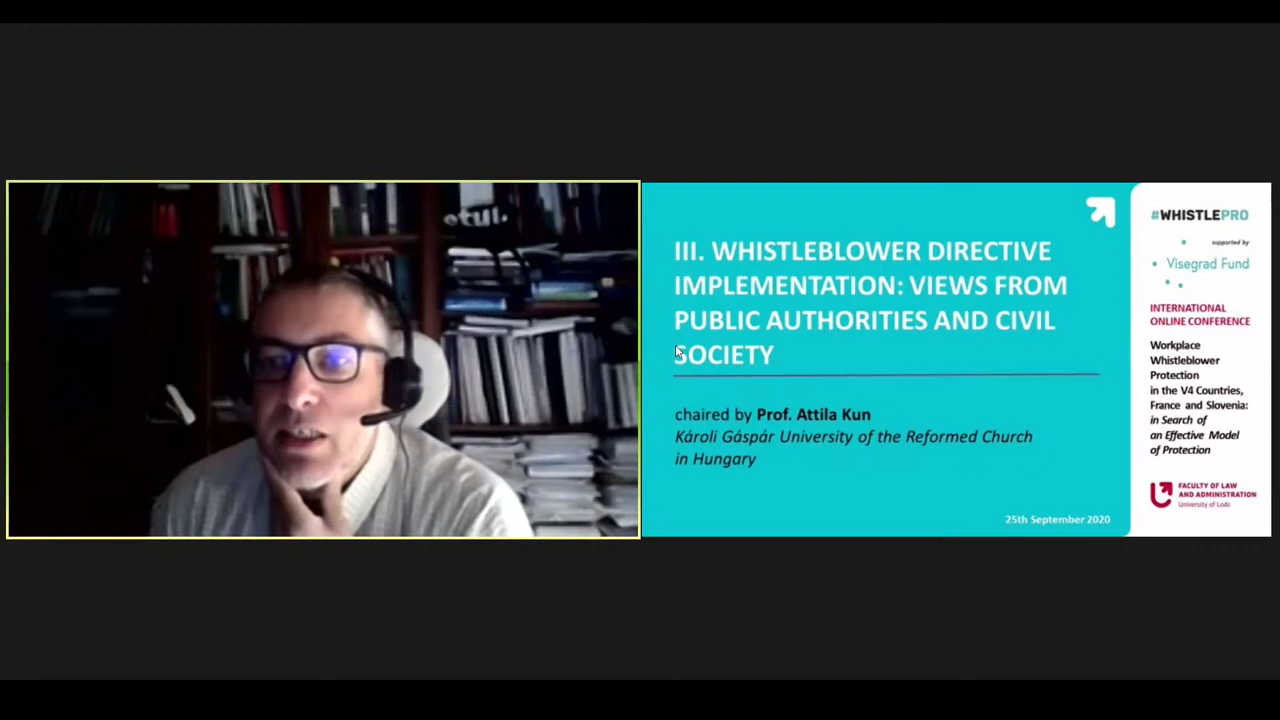 etul.
III. WHISTLEBLOWER DIRECTIVE
IMPLEMENTATION: VIEWS FROM
PUBLIC AUTHORITIES AND CIVIL
SOCIETY
chaired by Prof. Attila Kun
Károli Gáspár University of the Reformed Church
in Hungary
25th September 2020
#WHISTLEPRO
supported by
Visegrad Fund
INTERNATIONAL
ONLINE CONFERENCE
Workplace
Whistleblower
Protection
in the V4 Countries,
France and Slovenia:
in Search of
an Effective Model
of Protection
FACULTY OF LAW
AND ADMINISTRATION
University of Lodz